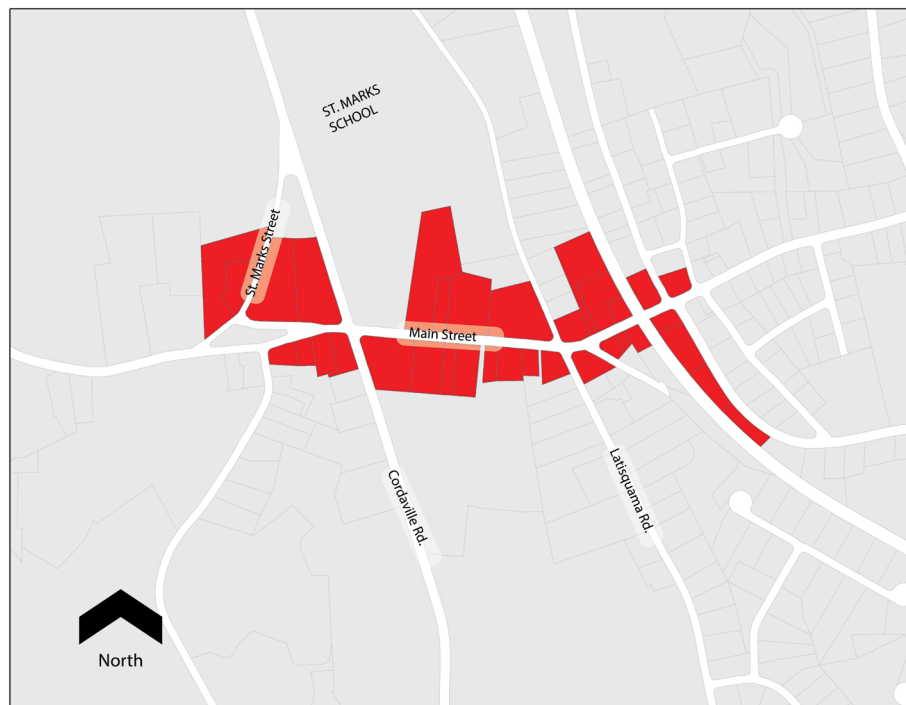 ST. MARKS
SCHOOL
St. Marks Street
Main Street
Cordaville Rd.
Latisquama Rd.
North